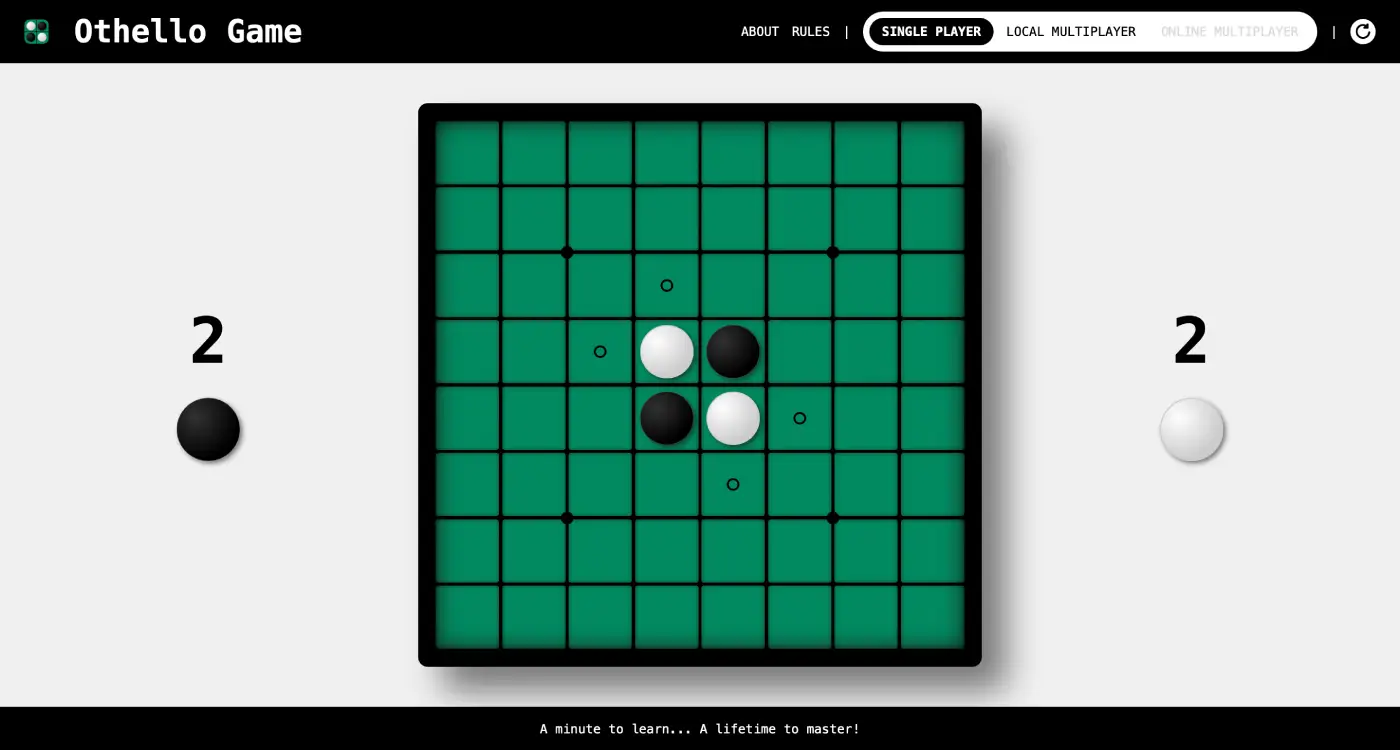 Othello Game
ABOUT RULES | SINGLE PLAYER LOCAL MULTIPLAYER ONLINE MULTIPLAYER |
2
2
A minute to learn... A lifetime to master!